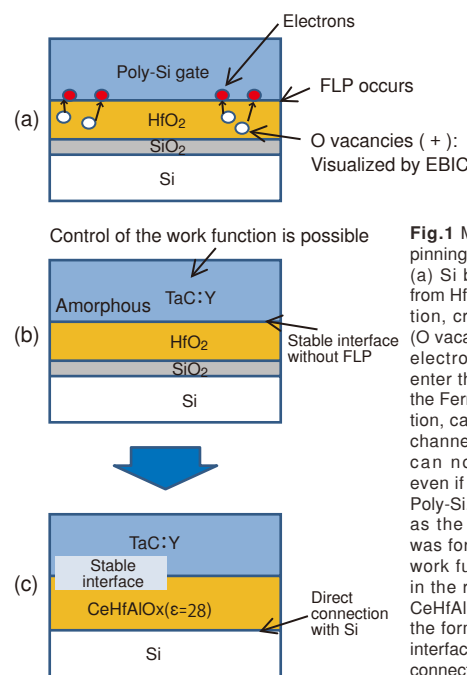 Electrons
Poly-Si gate
FLP occurs
(a)
HfO₂
O vacancies ( + ):
Visualized by EBIC
SiO₂
Si
Control of the work function is possible
TaC:Y
Amorphous
(b)
HfO₂
Stable interface
without FLP
SiO₂
Si
TaC:Y
Stable
interface
(c)
CeHfAlOx(ε=28)
Direct
connection
with Si
Si
Fig.1
pinning
(a) Si b
from Hf
tion, cr
(O vaca
electro
enter th
the Ferm
tion, ca
channe
can no
even if
Poly-Si
as the
was for
work fu
in the r
CeHfAl
the form
interfac
connect